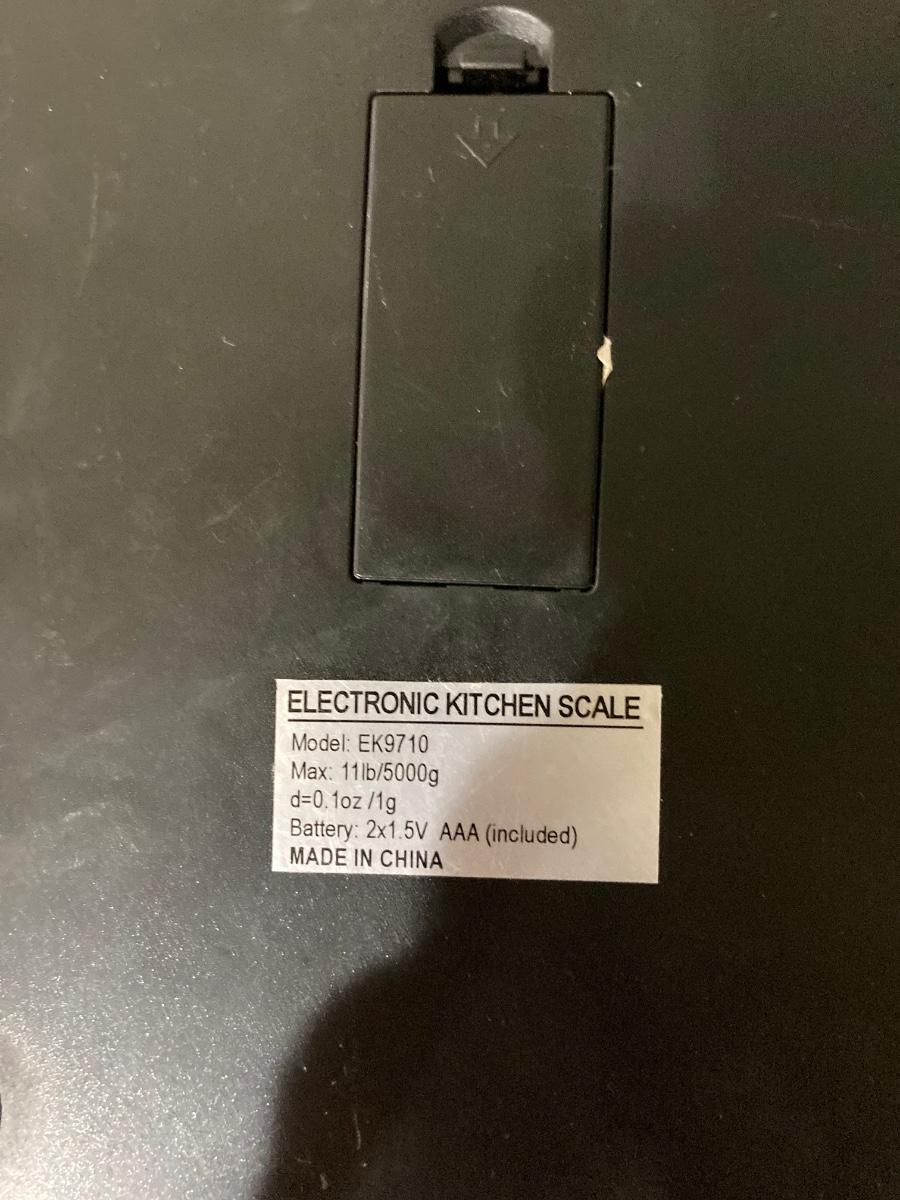 ELECTRONIC KITCHEN SCALE
Model: EK9710
Max: 11lb/5000g
d=0.1oz /1g
Battery: 2x1.5V AAA (included)
MADE IN CHINA